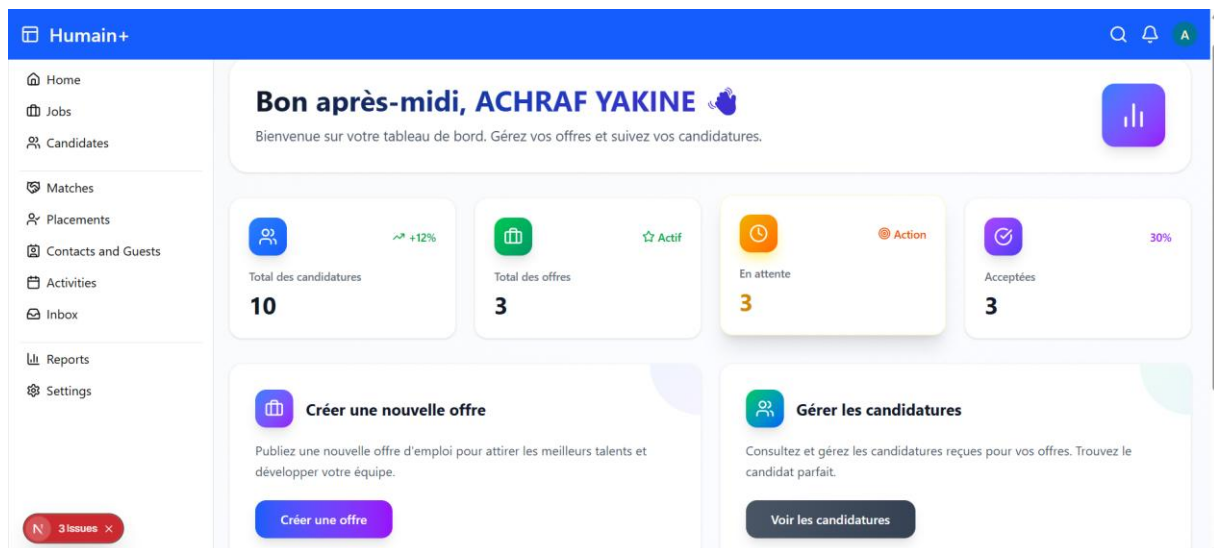 Humain+
A
Home
Jobs
Candidates
Matches
Placements
Contacts and Guests
Activities
Inbox
Reports
Settings
N 3 Issues ×
Bon après-midi, ACHRAF YAKINE
Bienvenue sur votre tableau de bord. Gérez vos offres et suivez vos candidatures.
+12%
Total des candidatures
10
Actif
Total des offres
3
Action
En attente
3
30%
Acceptées
3
Créer une nouvelle offre
Publiez une nouvelle offre d'emploi pour attirer les meilleurs talents et
développer votre équipe.
Créer une offre
Gérer les candidatures
Consultez et gérez les candidatures reçues pour vos offres. Trouvez le
candidat parfait.
Voir les candidatures